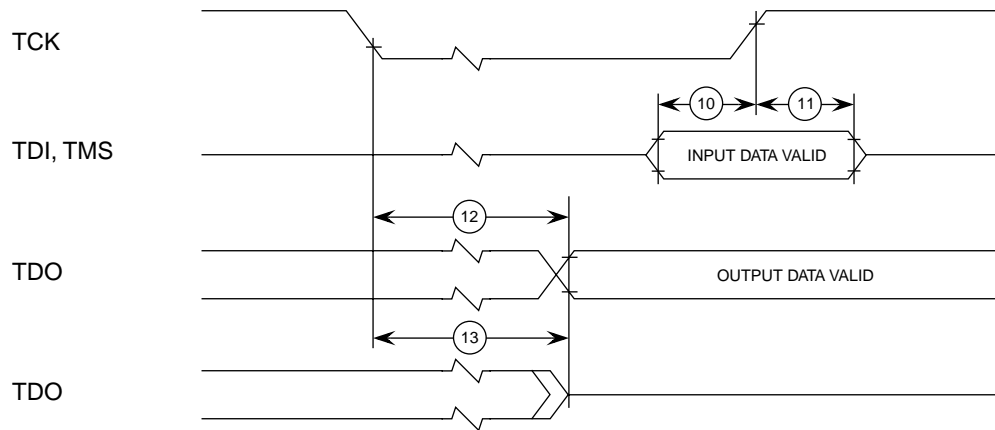 TCK
10
11
TDI, TMS
INPUT DATA VALID
12
TDO
OUTPUT DATA VALID
13
TDO